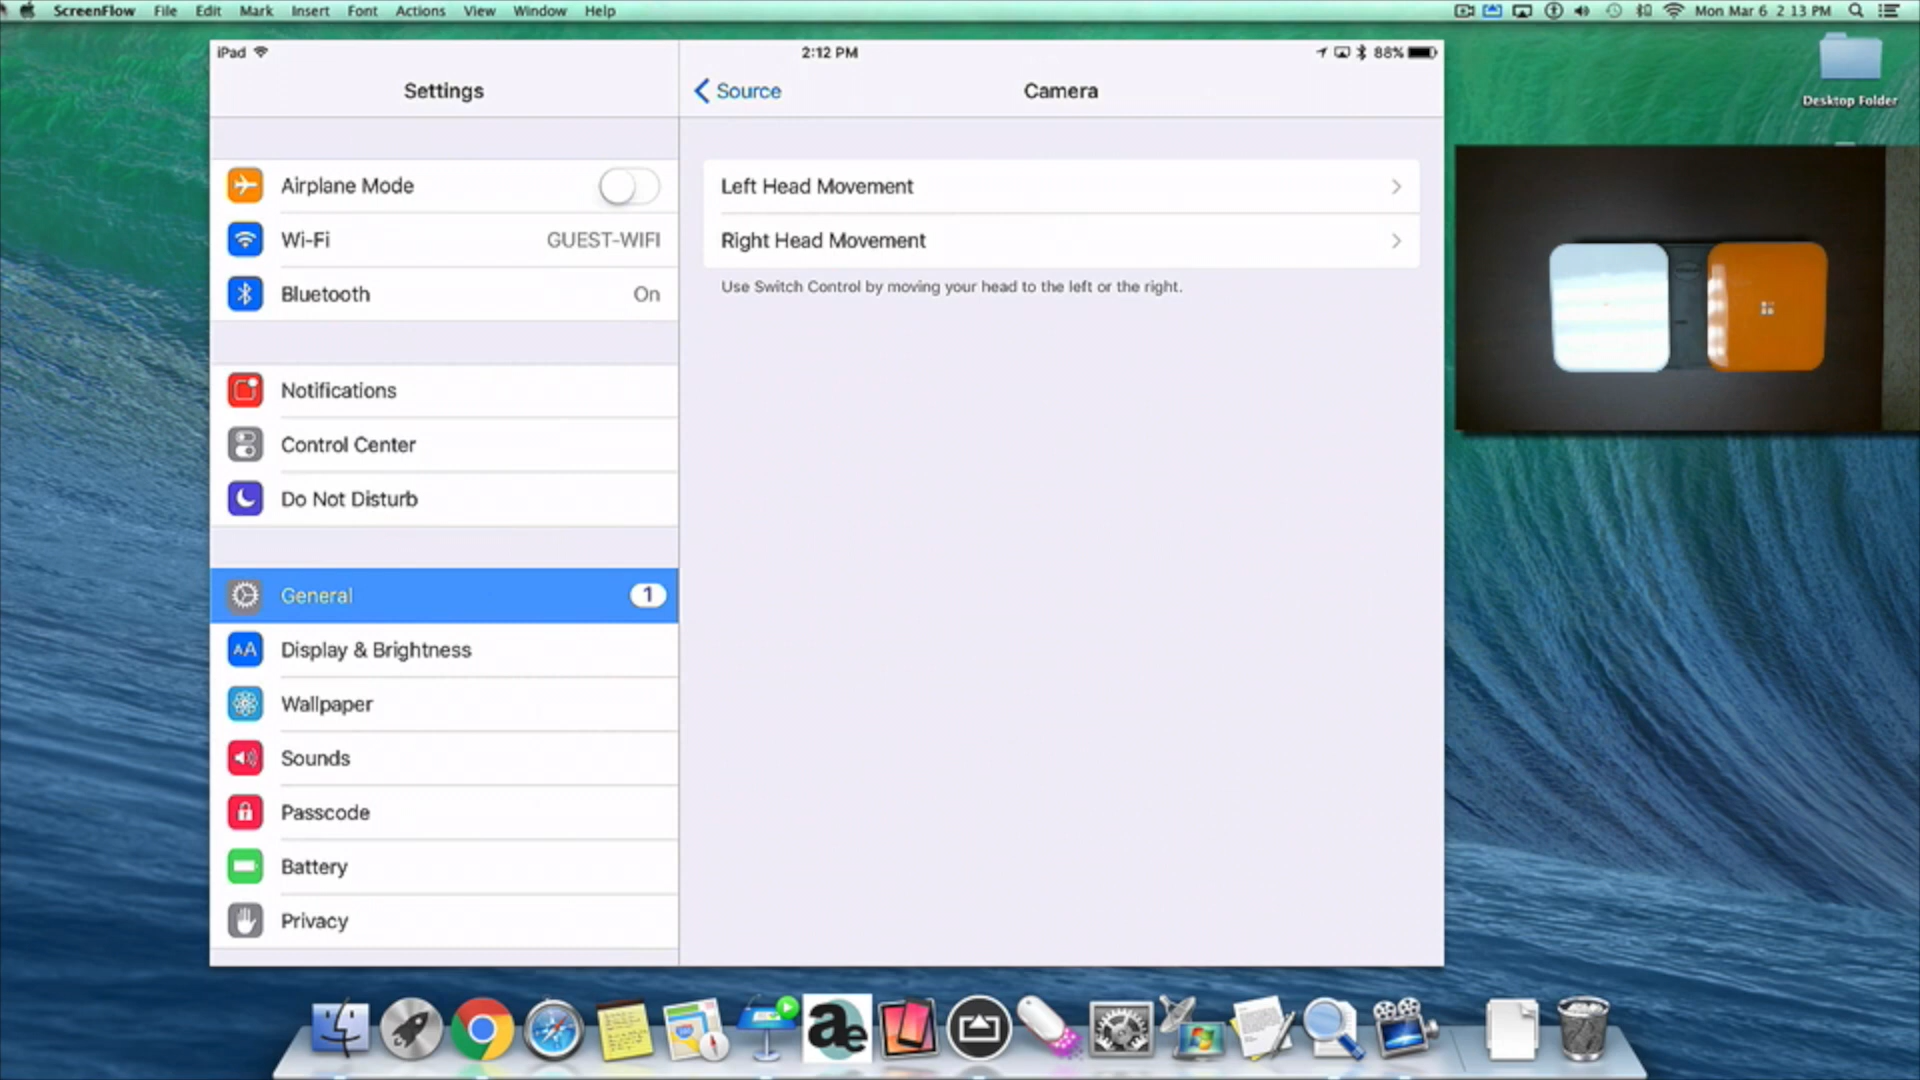 ScreenFlow File Edit Mark Insert Font Actions View Window Help Mon Mar 6 2 13 PM
iPad 2:12 PM 88%
Settings
Source Camera
Desktop Folder
Airplane Mode
Wi-Fi GUEST-WIFI
Bluetooth On
Left Head Movement
Right Head Movement
Use Switch Control by moving your head to the left or the right.
Notifications
Control Center
Do Not Disturb
General 1
AA Display & Brightness
Wallpaper
Sounds
Passcode
Battery
Privacy
ae